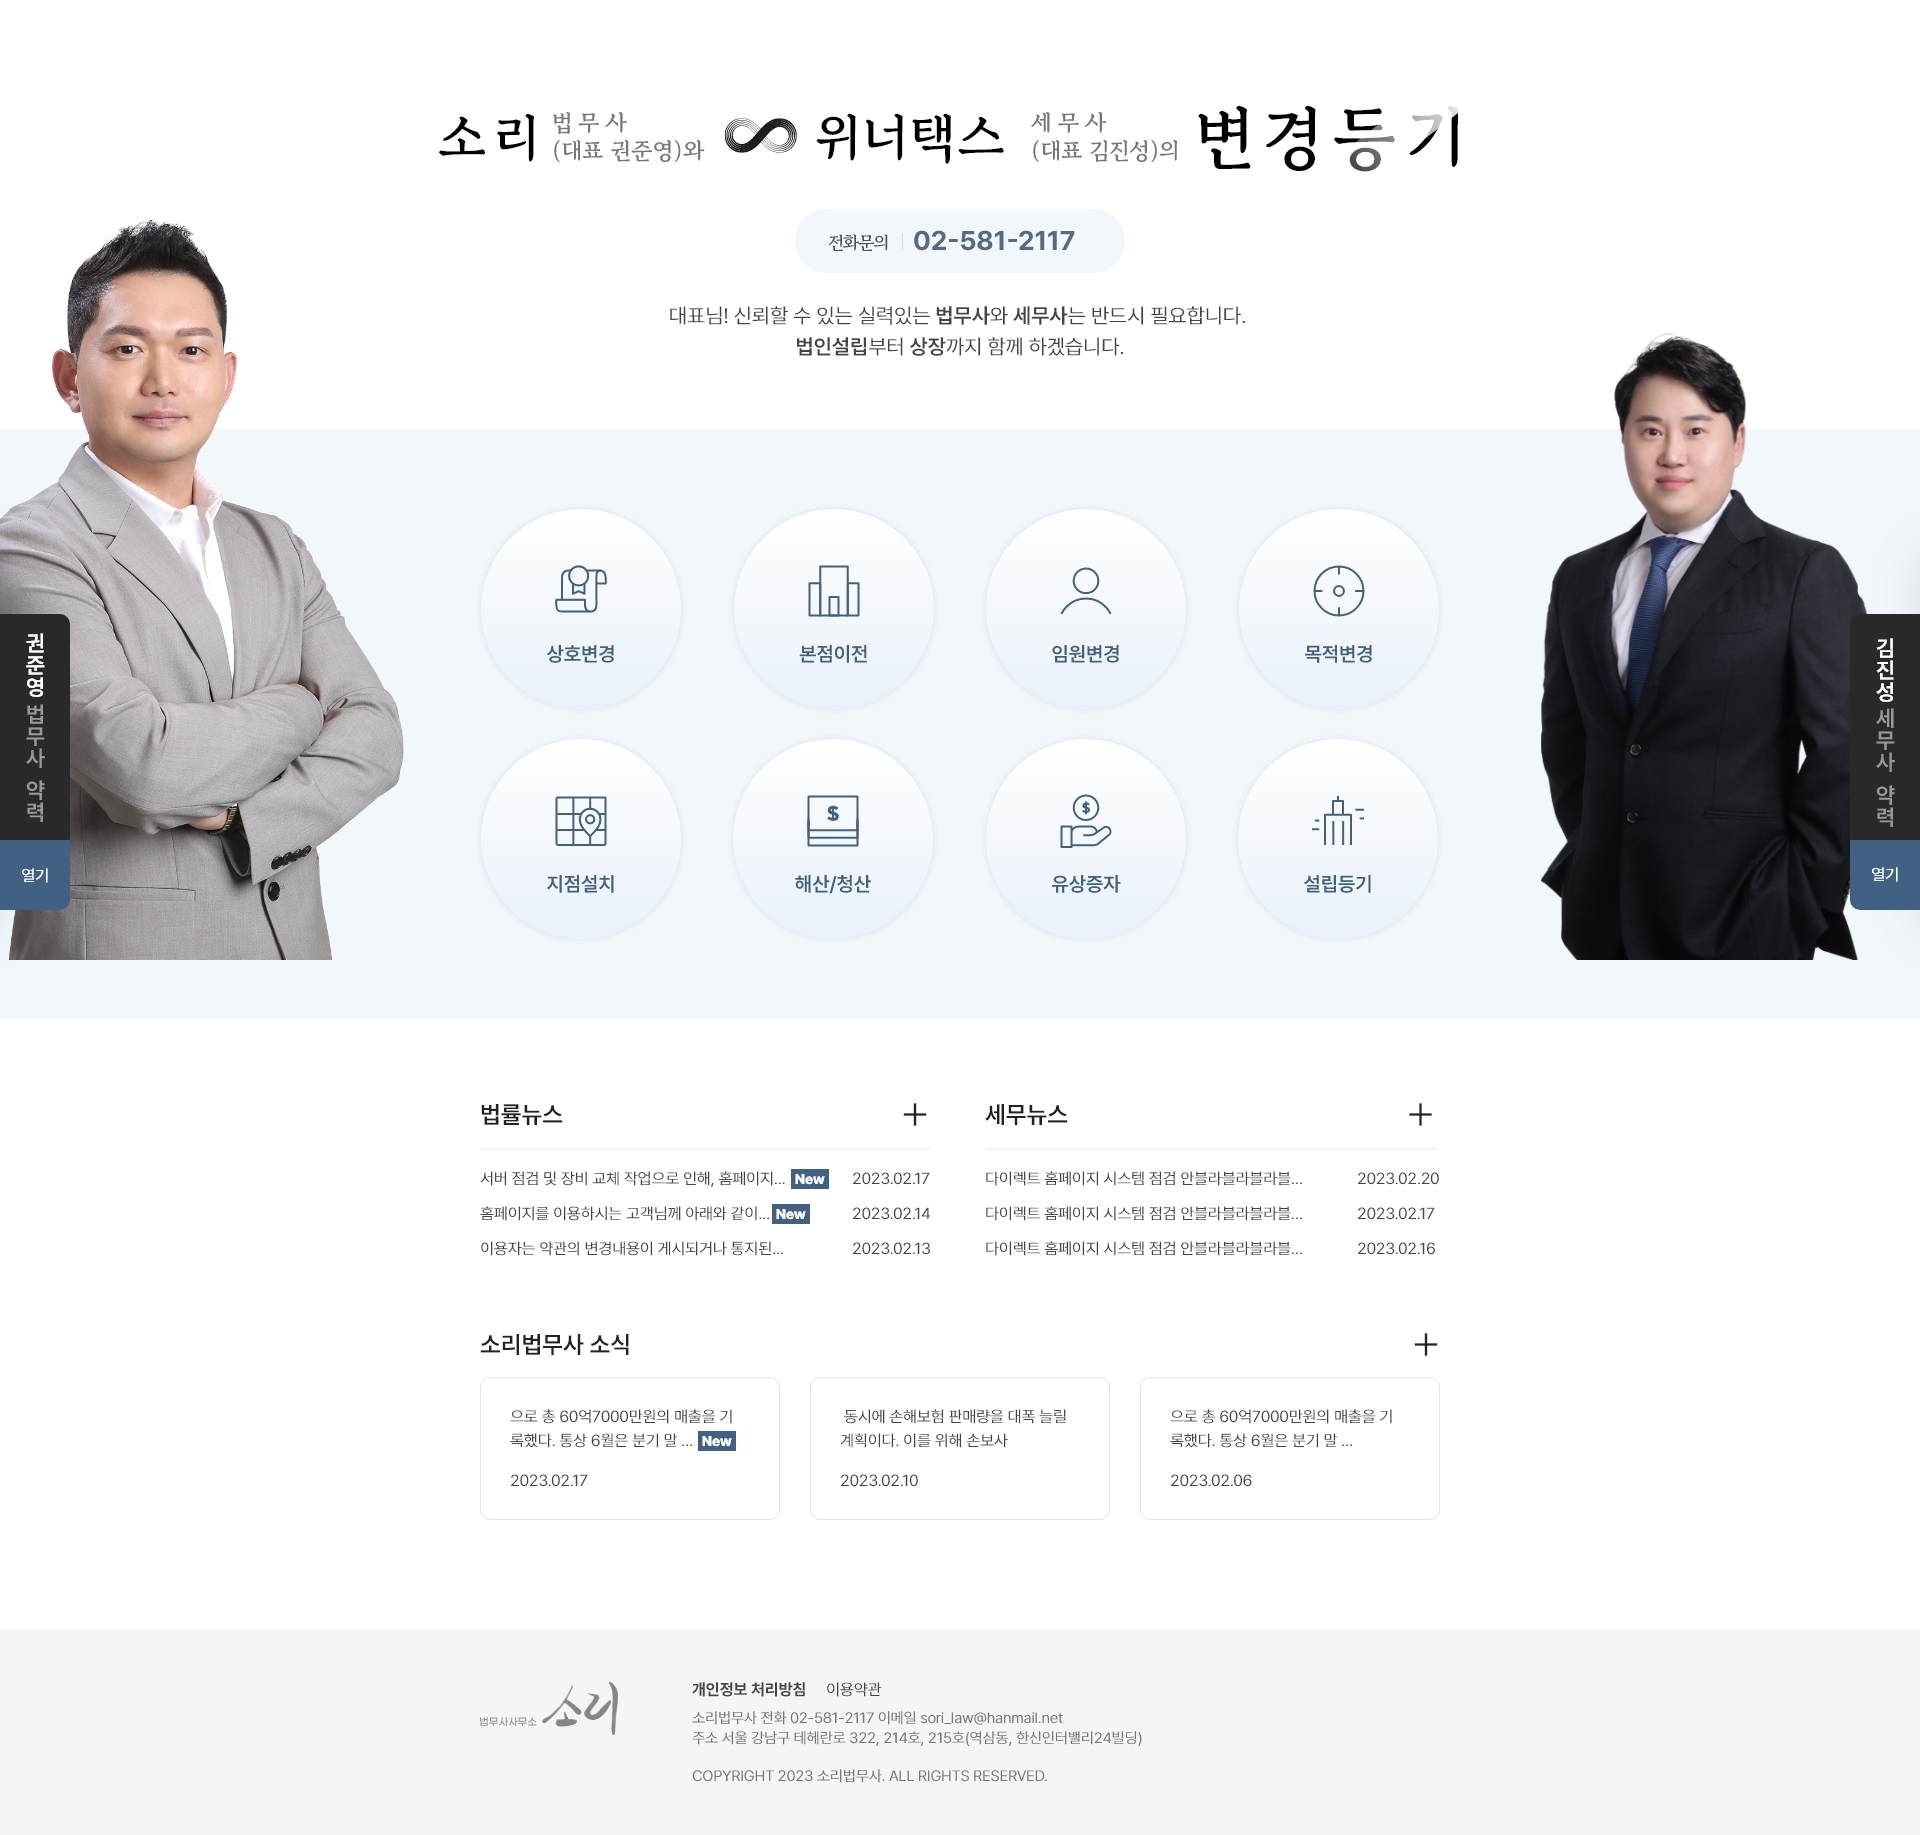 소리 법무사 (대표 권준영)와 위너택스 세무사 (대표 김진성)의 변경등기
전화문의 02-581-2117
대표님! 신뢰할 수 있는 실력있는 법무사와 세무사는 반드시 필요합니다.
법인설립부터 상장까지 함께 하겠습니다.
권준영 법무사 약력
열기
상호변경
본점이전
임원변경
목적변경
지점설치
해산/청산
유상증자
설립등기
김진성 세무사 약력
열기
법률뉴스
서버 점검 및 장비 교체 작업으로 인해, 홈페이지... New 2023.02.17
홈페이지를 이용하시는 고객님께 아래와 같이... New 2023.02.14
이용자는 약관의 변경내용이 게시되거나 통지된... 2023.02.13
세무뉴스
다이렉트 홈페이지 시스템 점검 안블라블라블라블... 2023.02.20
다이렉트 홈페이지 시스템 점검 안블라블라블라블... 2023.02.17
다이렉트 홈페이지 시스템 점검 안블라블라블라블... 2023.02.16
소리법무사 소식
으로 총 60억7000만원의 매출을 기
록했다. 통상 6월은 분기 말 ... New
2023.02.17
동시에 손해보험 판매량을 대폭 늘릴
계획이다. 이를 위해 손보사
2023.02.10
으로 총 60억7000만원의 매출을 기
록했다. 통상 6월은 분기 말 ...
2023.02.06
법무사사무소 소리
개인정보 처리방침 이용약관
소리법무사 전화 02-581-2117 이메일 sori_law@hanmail.net
주소 서울 강남구 테헤란로 322, 214호, 215호(역삼동, 한신인터밸리24빌딩)
COPYRIGHT 2023 소리법무사. ALL RIGHTS RESERVED.